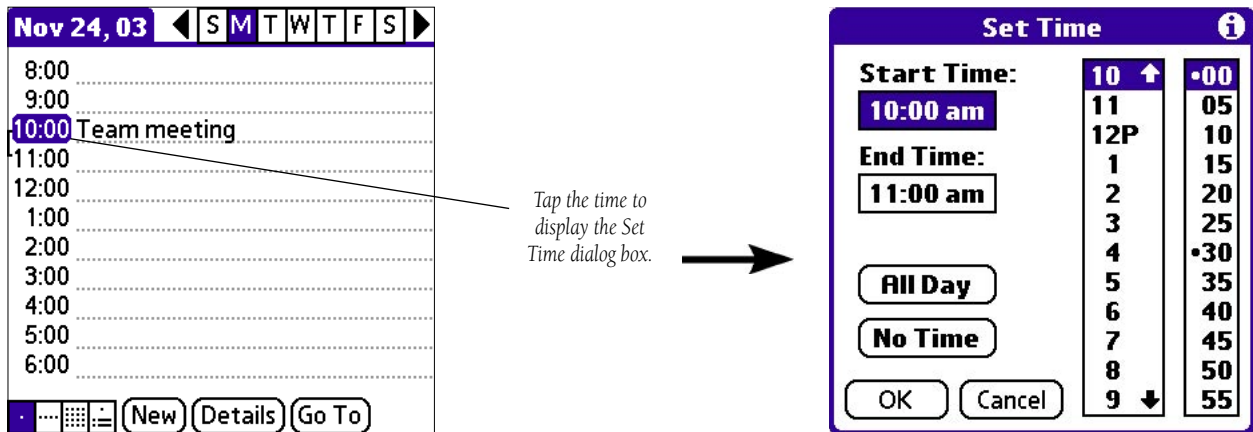 Nov 24, 03 S M T W T F S
8:00
9:00
10:00 Team meeting
11:00
12:00
1:00
2:00
3:00
4:00
5:00
6:00
New Details Go To
Tap the time to
display the Set
Time dialog box.
Set Time
Start Time:
10:00 am
End Time:
11:00 am
All Day
No Time
OK Cancel
10
11
12P
1
2
3
4
5
6
7
8
9
•00
05
10
15
20
25
•30
35
40
45
50
55